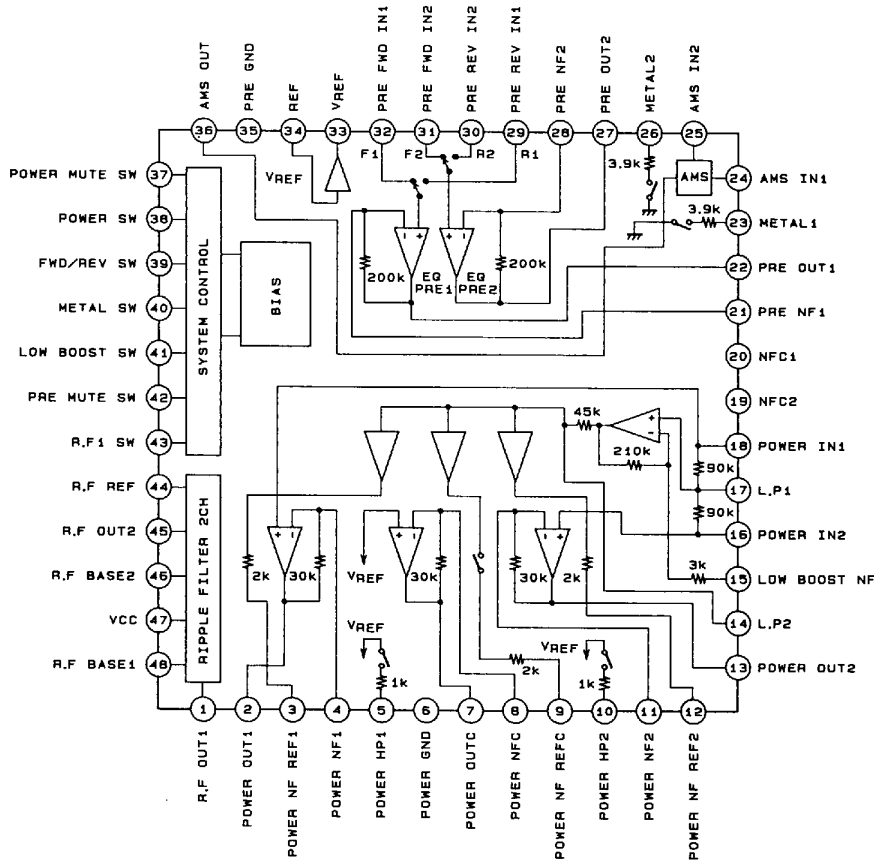 AMS OUT
PRE GND
REF
VREF
PRE FWD IN1
PRE FWD IN2
PRE REV IN2
PRE REV IN1
PRE NF2
PRE OUT2
METAL2
AMS IN2
36
35
34
33
32
31
30
29
28
27
26
25
F1
F2
R2
R1
VREF
3.9k
AMS
24
AMS IN1
3.9k
23
METAL1
22
PRE OUT1
21
PRE NF1
20
NFC1
19
NFC2
18
POWER IN1
17
L.P1
16
POWER IN2
15
LOW BOOST NF
14
L.P2
13
POWER OUT2
POWER MUTE SW
37
POWER SW
38
FWD/REV SW
39
METAL SW
40
LOW BOOST SW
41
PRE MUTE SW
42
R.F1 SW
43
R.F REF
44
R.F OUT2
45
R.F BASE2
46
VCC
47
R.F BASE1
48
SYSTEM CONTROL
BIAS
RIPPLE FILTER 2CH
+
-
+
-
200k
EQ PRE1
EQ PRE2
200k
45k
+
-
210k
90k
90k
3k
+
-
+
-
+
-
2k
30k
VREF
30k
30k
2k
VREF
1k
2k
VREF
1k
1
2
3
4
5
6
7
8
9
10
11
12
R.F OUT1
POWER OUT1
POWER NF REF1
POWER NF1
POWER HP1
POWER GND
POWER OUTC
POWER NFC
POWER NF REFC
POWER HP2
POWER NF2
POWER NF REF2